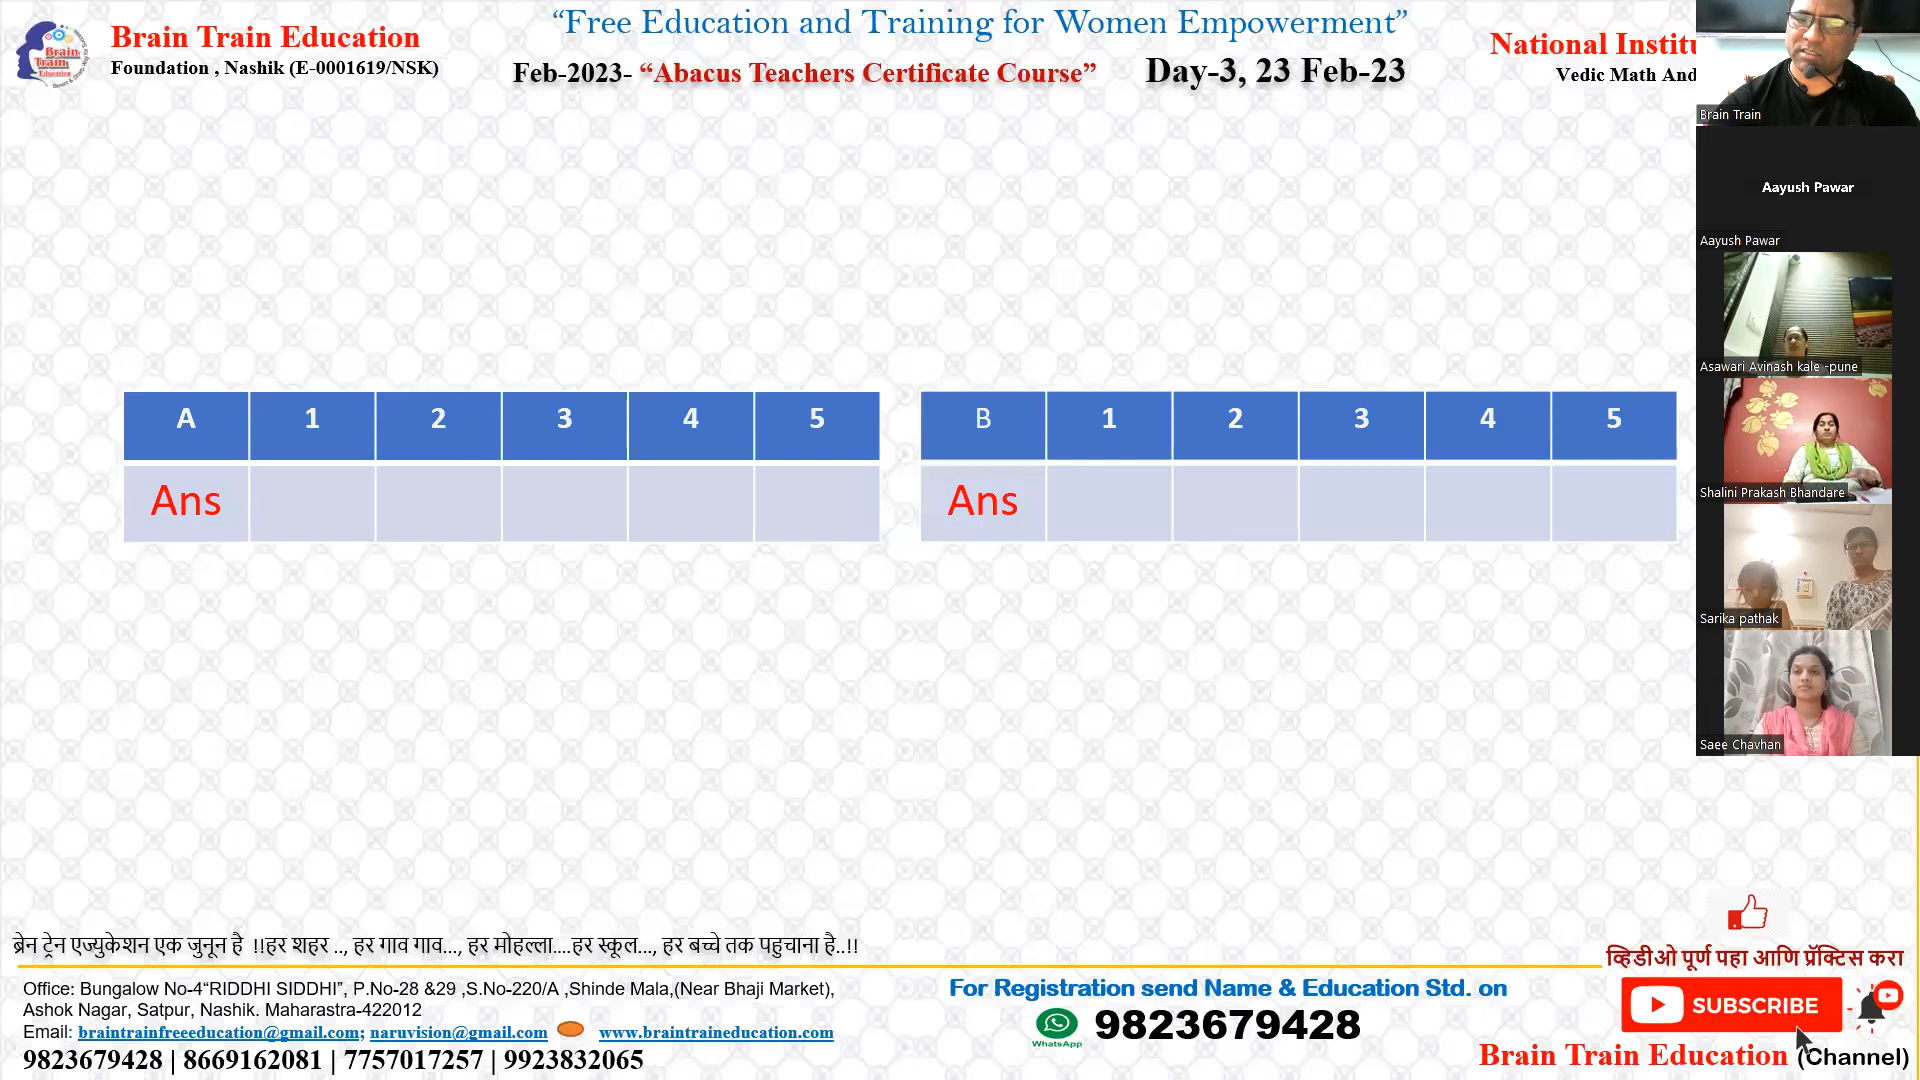 Brain Train Education
Foundation , Nashik (E-0001619/NSK)
“Free Education and Training for Women Empowerment”
Feb-2023- “Abacus Teachers Certificate Course” Day-3, 23 Feb-23
National Institu
Vedic Math And
Brain
Train
Education
Brain Train
Aayush Pawar
Aayush Pawar
Asawari Avinash kale -pune
Shalini Prakash Bhandare
Sarika pathak
Saee Chavhan
A 1 2 3 4 5
Ans
B 1 2 3 4 5
Ans
ब्रेन ट्रेन एज्युकेशन एक जुनून है !!हर शहर .., हर गाव गाव..., हर मोहल्ला....हर स्कूल..., हर बच्चे तक पहुचाना है..!!
व्हिडीओ पूर्ण पहा आणि प्रॅक्टिस करा
Office: Bungalow No-4“RIDDHI SIDDHI”, P.No-28 &29 ,S.No-220/A ,Shinde Mala,(Near Bhaji Market),
Ashok Nagar, Satpur, Nashik. Maharastra-422012
Email: braintrainfreeeducation@gmail.com; naruvision@gmail.com www.braintraineducation.com
9823679428 | 8669162081 | 7757017257 | 9923832065
For Registration send Name & Education Std. on
WhatsApp
9823679428
SUBSCRIBE
Brain Train Education (Channel)